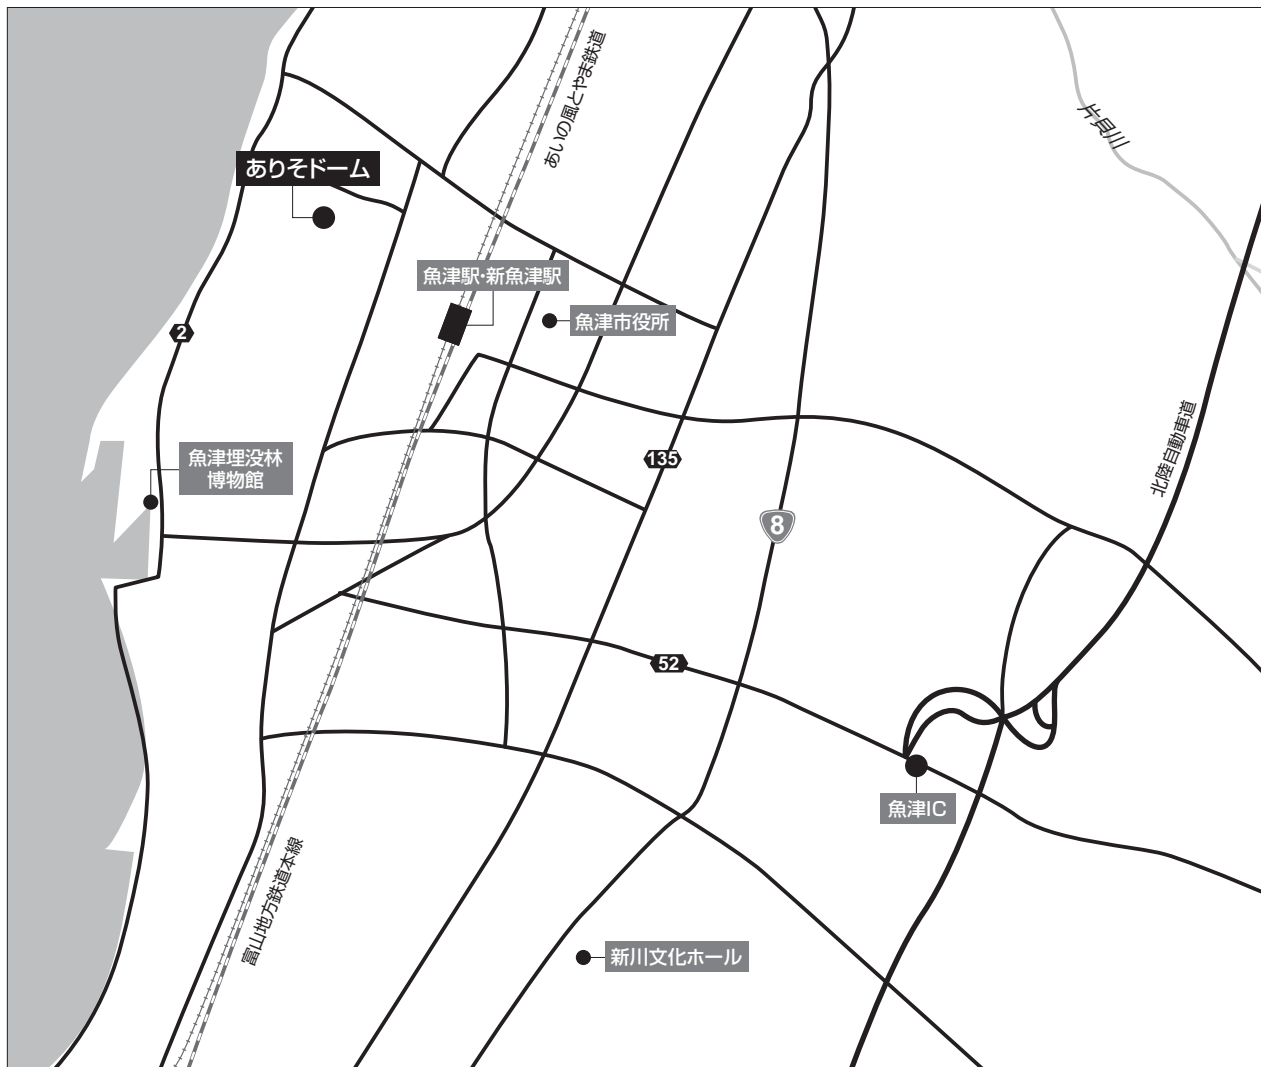 あいの風とやま鉄道
片貝川
ありそドーム
魚津駅・新魚津駅
魚津市役所
2
北陸自動車道
魚津埋没林
博物館
135
8
52
魚津IC
富山地方鉄道本線
新川文化ホール